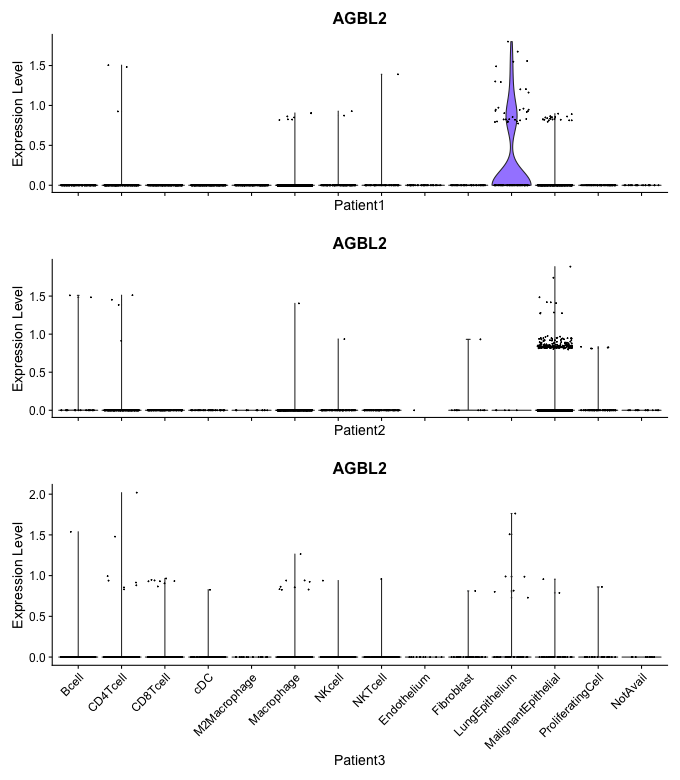 AGBL2
Expression Level
1.5
1.0
0.5
0.0
Patient1
AGBL2
Expression Level
1.5
1.0
0.5
0.0
Patient2
AGBL2
Expression Level
2.0
1.5
1.0
0.5
0.0
Bcell
CD4Tcell
CD8Tcell
cDC
M2Macrophage
Macrophage
NKcell
NKTcell
Endothelium
Fibroblast
LungEpithelium
MalignantEpithelial
ProliferatingCell
NotAvail
Patient3